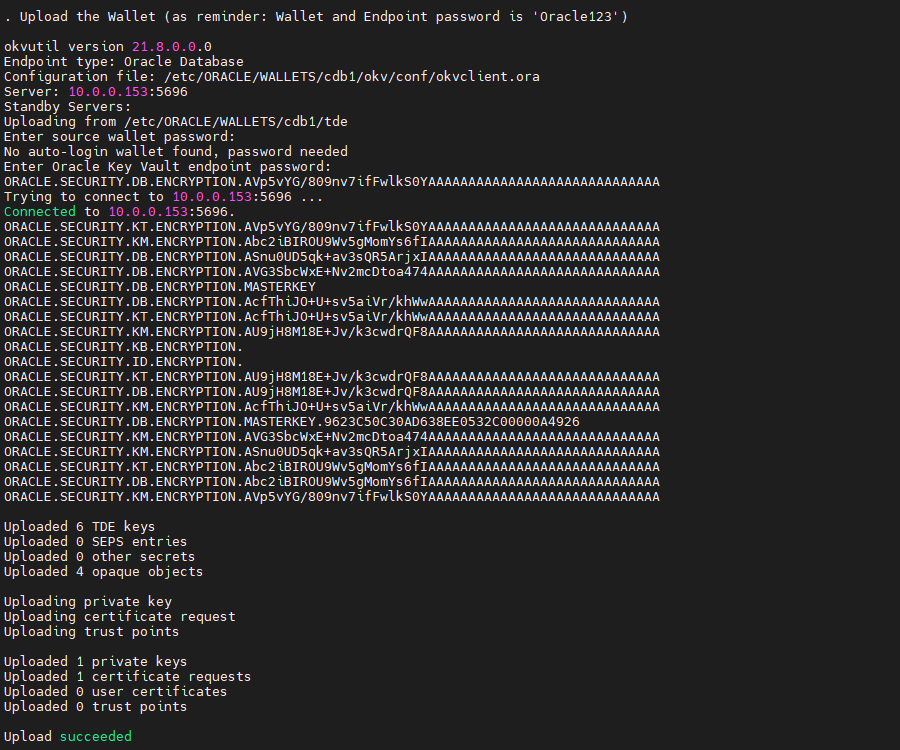 . Upload the Wallet (as reminder: Wallet and Endpoint password is 'Oracle123')
okvutil version 21.8.0.0.0
Endpoint type: Oracle Database
Configuration file: /etc/ORACLE/WALLETS/cdb1/okv/conf/okvclient.ora
Server: 10.0.0.153:5696
Standby Servers:
Uploading from /etc/ORACLE/WALLETS/cdb1/tde
Enter source wallet password:
No auto-login wallet found, password needed
Enter Oracle Key Vault endpoint password:
ORACLE.SECURITY.DB.ENCRYPTION.AVp5vYG/809nv7ifFwlkS0YAAAAAAAAAAAAAAAAAAAAAAAAAAAAA
Trying to connect to 10.0.0.153:5696 ...
Connected to 10.0.0.153:5696.
ORACLE.SECURITY.KT.ENCRYPTION.AVp5vYG/809nv7ifFwlkS0YAAAAAAAAAAAAAAAAAAAAAAAAAAAAA
ORACLE.SECURITY.KM.ENCRYPTION.Abc2iBIROU9Wv5gMomYs6fIAAAAAAAAAAAAAAAAAAAAAAAAAAAAA
ORACLE.SECURITY.DB.ENCRYPTION.ASnu0UD5qk+av3sQR5ArjxIAAAAAAAAAAAAAAAAAAAAAAAAAAAAA
ORACLE.SECURITY.DB.ENCRYPTION.AVG3SbcWxE+Nv2mcDtoa474AAAAAAAAAAAAAAAAAAAAAAAAAAAAA
ORACLE.SECURITY.DB.ENCRYPTION.MASTERKEY
ORACLE.SECURITY.DB.ENCRYPTION.AcfThiJO+U+sv5aiVr/khWwAAAAAAAAAAAAAAAAAAAAAAAAAAAAA
ORACLE.SECURITY.KT.ENCRYPTION.AcfThiJO+U+sv5aiVr/khWwAAAAAAAAAAAAAAAAAAAAAAAAAAAAA
ORACLE.SECURITY.KM.ENCRYPTION.AU9jH8M18E+Jv/k3cwdrQF8AAAAAAAAAAAAAAAAAAAAAAAAAAAAA
ORACLE.SECURITY.KB.ENCRYPTION.
ORACLE.SECURITY.ID.ENCRYPTION.
ORACLE.SECURITY.KT.ENCRYPTION.AU9jH8M18E+Jv/k3cwdrQF8AAAAAAAAAAAAAAAAAAAAAAAAAAAAA
ORACLE.SECURITY.DB.ENCRYPTION.AU9jH8M18E+Jv/k3cwdrQF8AAAAAAAAAAAAAAAAAAAAAAAAAAAAA
ORACLE.SECURITY.KM.ENCRYPTION.AcfThiJO+U+sv5aiVr/khWwAAAAAAAAAAAAAAAAAAAAAAAAAAAAA
ORACLE.SECURITY.DB.ENCRYPTION.MASTERKEY.9623C50C30AD638EE0532C00000A4926
ORACLE.SECURITY.KM.ENCRYPTION.AVG3SbcWxE+Nv2mcDtoa474AAAAAAAAAAAAAAAAAAAAAAAAAAAAA
ORACLE.SECURITY.KM.ENCRYPTION.ASnu0UD5qk+av3sQR5ArjxIAAAAAAAAAAAAAAAAAAAAAAAAAAAAA
ORACLE.SECURITY.KT.ENCRYPTION.Abc2iBIROU9Wv5gMomYs6fIAAAAAAAAAAAAAAAAAAAAAAAAAAAAA
ORACLE.SECURITY.DB.ENCRYPTION.Abc2iBIROU9Wv5gMomYs6fIAAAAAAAAAAAAAAAAAAAAAAAAAAAAA
ORACLE.SECURITY.KM.ENCRYPTION.AVp5vYG/809nv7ifFwlkS0YAAAAAAAAAAAAAAAAAAAAAAAAAAAAA
Uploaded 6 TDE keys
Uploaded 0 SEPS entries
Uploaded 0 other secrets
Uploaded 4 opaque objects
Uploading private key
Uploading certificate request
Uploading trust points
Uploaded 1 private keys
Uploaded 1 certificate requests
Uploaded 0 user certificates
Uploaded 0 trust points
Upload succeeded